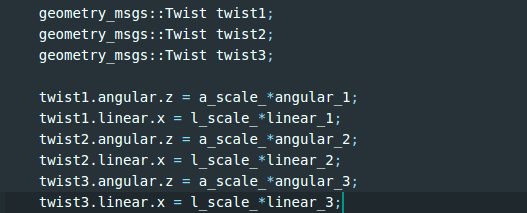 geometry_msgs::Twist twist1;
geometry_msgs::Twist twist2;
geometry_msgs::Twist twist3;
twist1.angular.z = a_scale_*angular_1;
twist1.linear.x = l_scale_*linear_1;
twist2.angular.z = a_scale_*angular_2;
twist2.linear.x = l_scale_*linear_2;
twist3.angular.z = a_scale_*angular_3;
twist3.linear.x = l_scale_*linear_3;